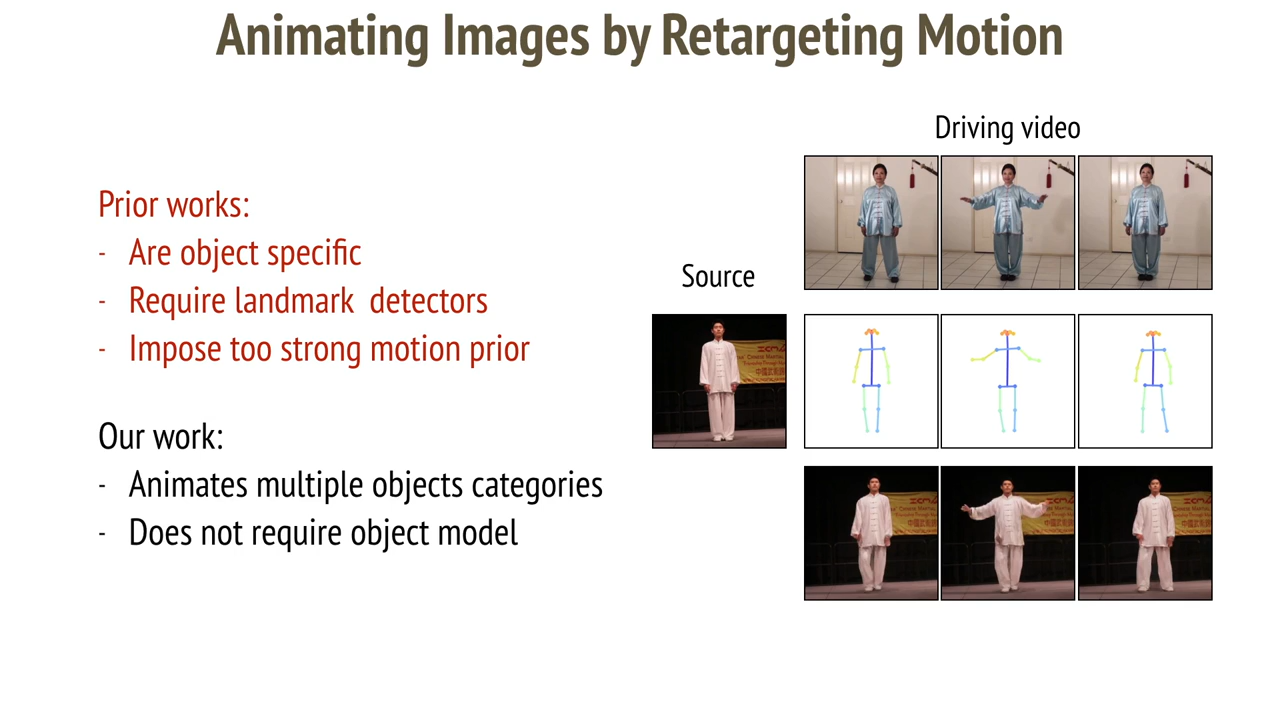 Animating Images by Retargeting Motion
Prior works:
- Are object specific
- Require landmark detectors
- Impose too strong motion prior
Our work:
- Animates multiple objects categories
- Does not require object model
Driving video
Source